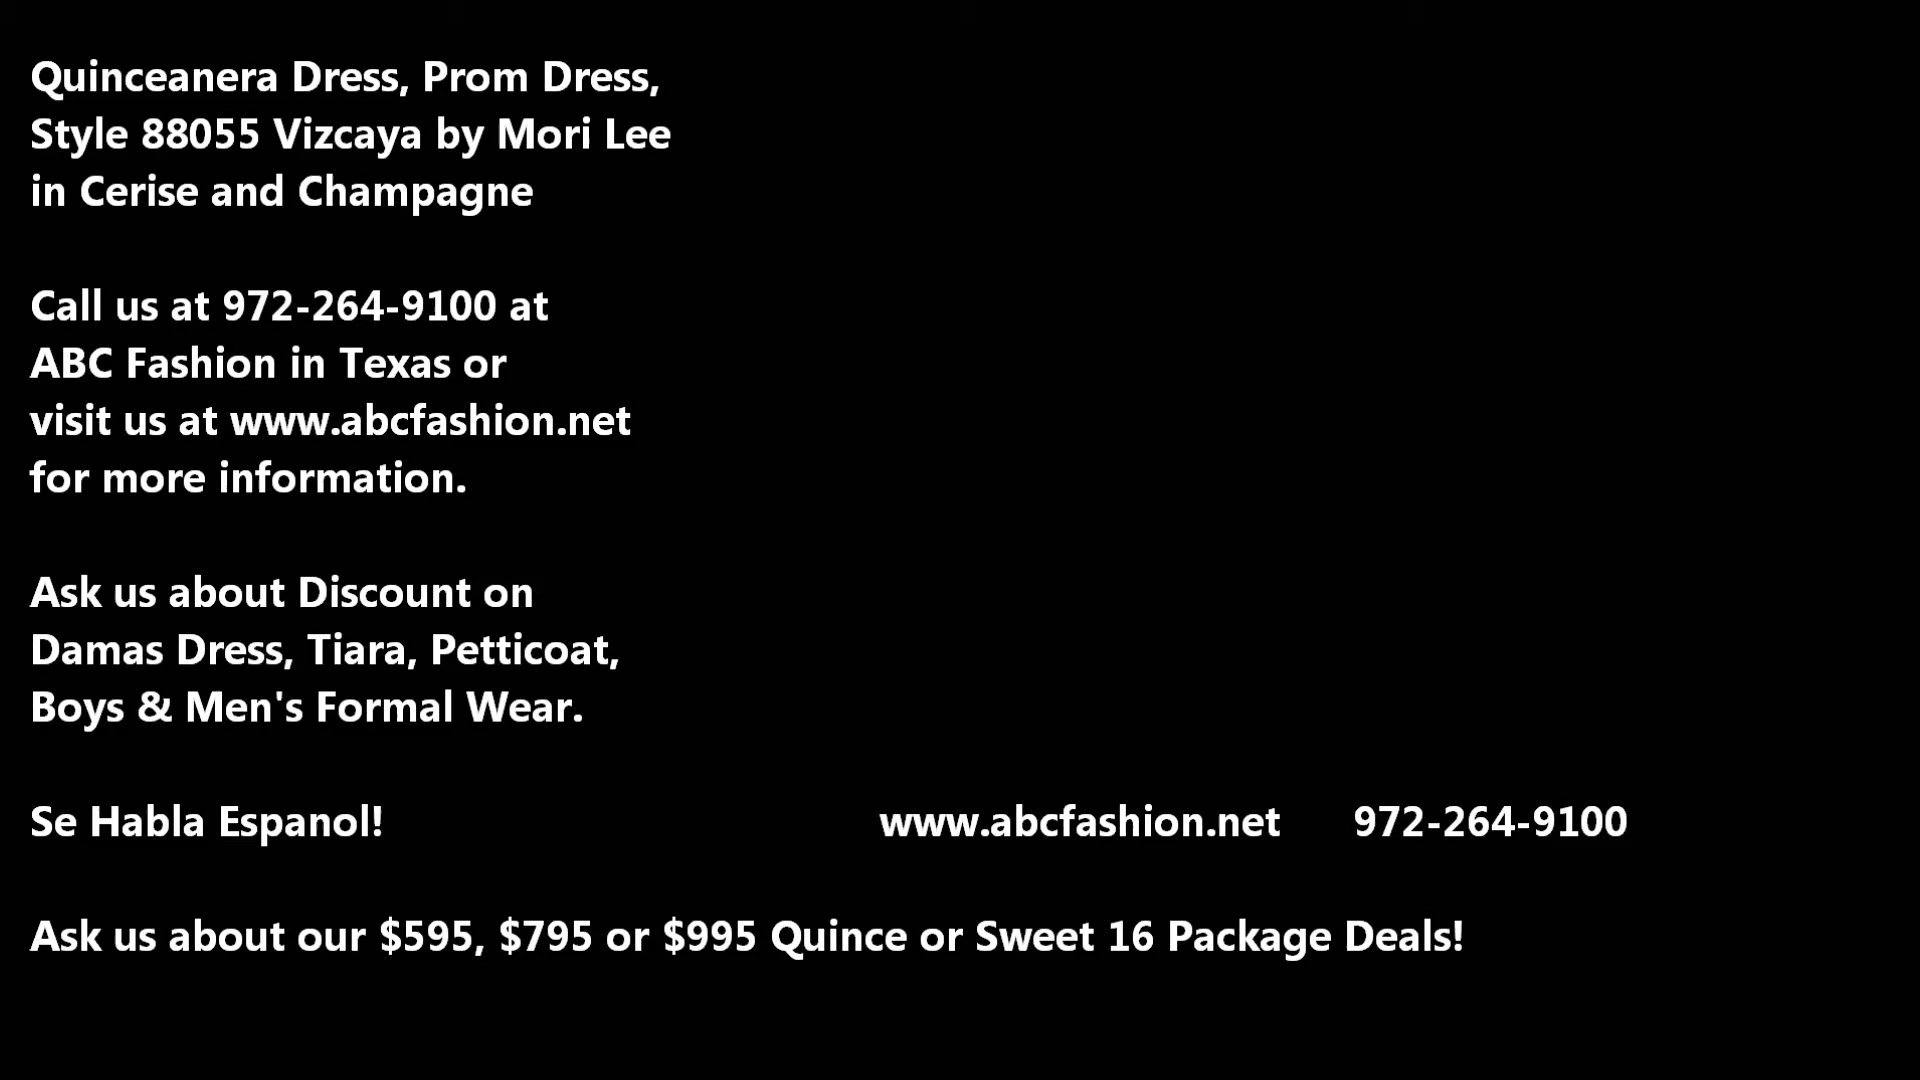 Quinceanera Dress, Prom Dress,
Style 88055 Vizcaya by Mori Lee
in Cerise and Champagne
Call us at 972-264-9100 at
ABC Fashion in Texas or
visit us at www.abcfashion.net
for more information.
Ask us about Discount on
Damas Dress, Tiara, Petticoat,
Boys & Men's Formal Wear.
Se Habla Espanol! www.abcfashion.net 972-264-9100
Ask us about our $595, $795 or $995 Quince or Sweet 16 Package Deals!